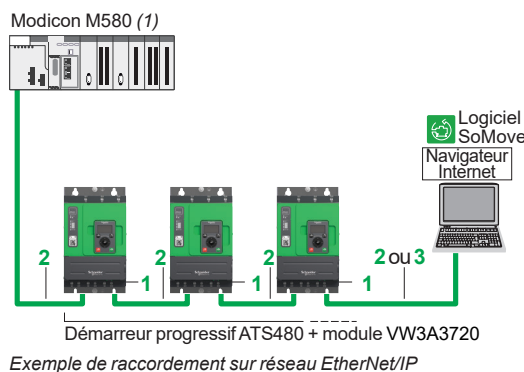 Modicon M580 (1)
Logiciel
SoMove
Navigateur
Internet
2
2
2
2 ou 3
1
1
1
Démarreur progressif ATS480 + module VW3A3720
Exemple de raccordement sur réseau EtherNet/IP